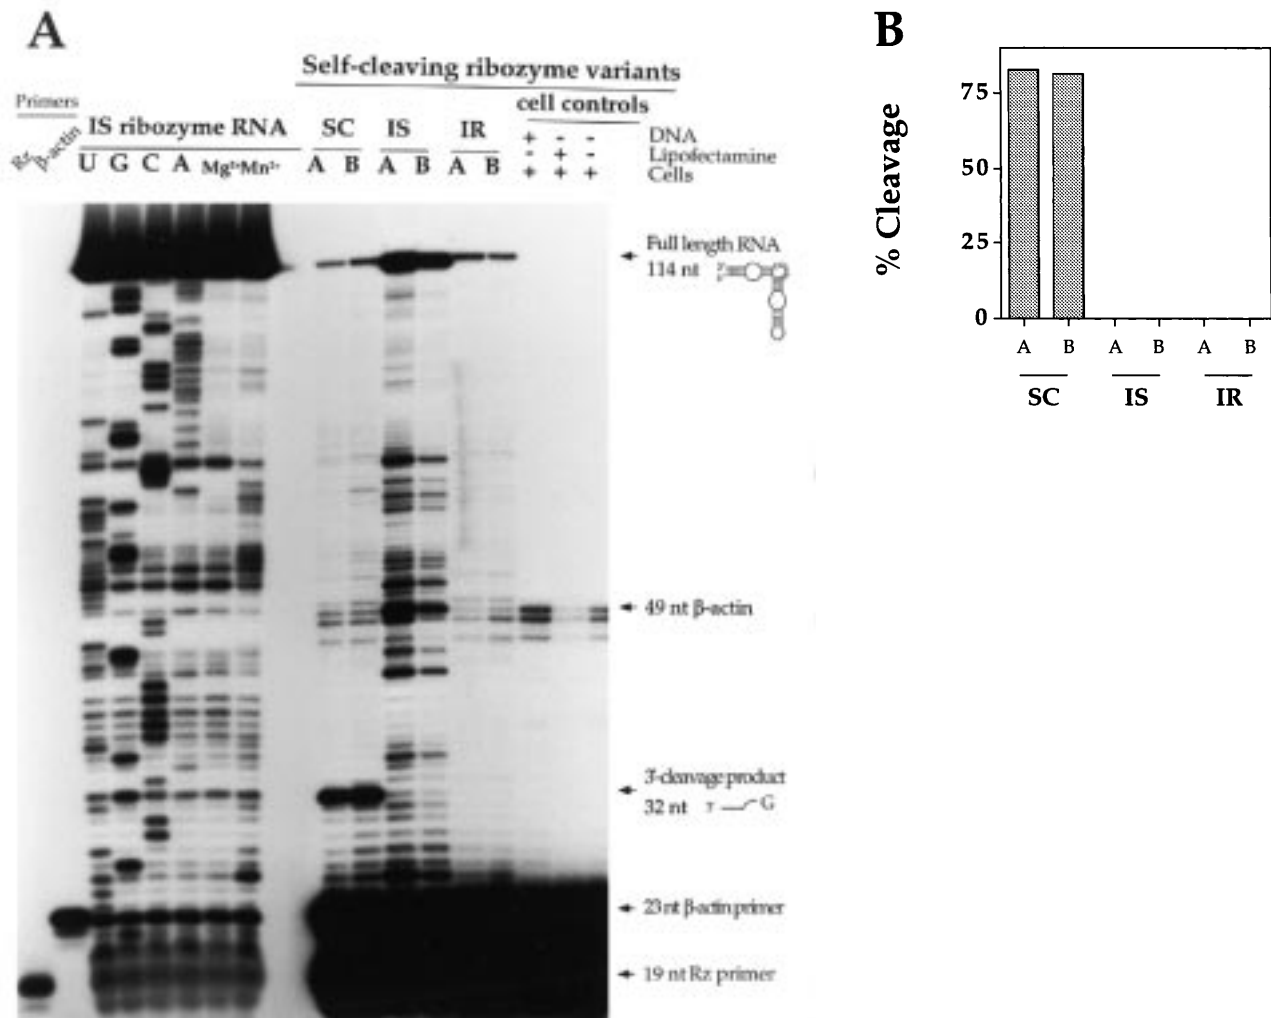 A
Self-cleaving ribozyme variants
Primers
cell controls
Rz β-actin
IS ribozyme RNA
SC IS IR
+ - - DNA
- + - Lipofectamine
+ + + Cells
U G C A Mg²⁺ Mn²⁺ A B A B A B
Full length RNA
114 nt
49 nt β-actin
3'-cleavage product
32 nt G
23 nt β-actin primer
19 nt Rz primer
B
% Cleavage
75
50
25
0
A B A B A B
SC IS IR